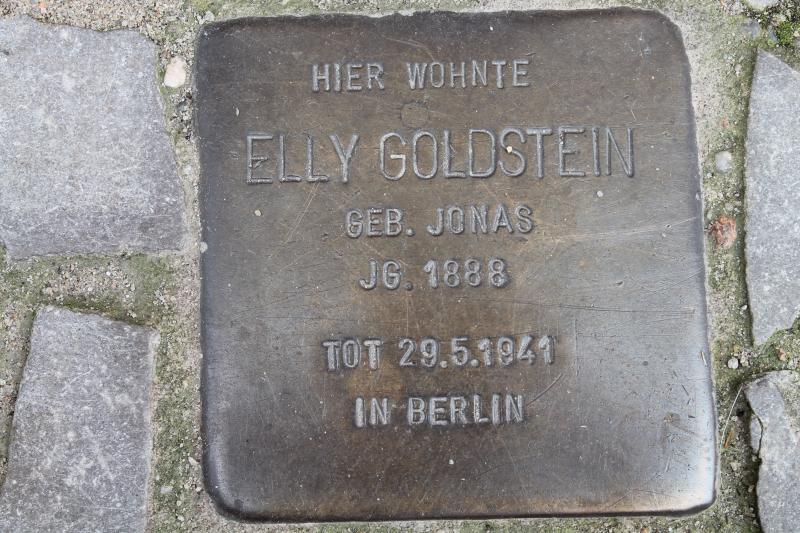 HIER WOHNTE
ELLY GOLDSTEIN
GEB. JONAS
JG. 1888
TOT 29.5.1941
IN BERLIN